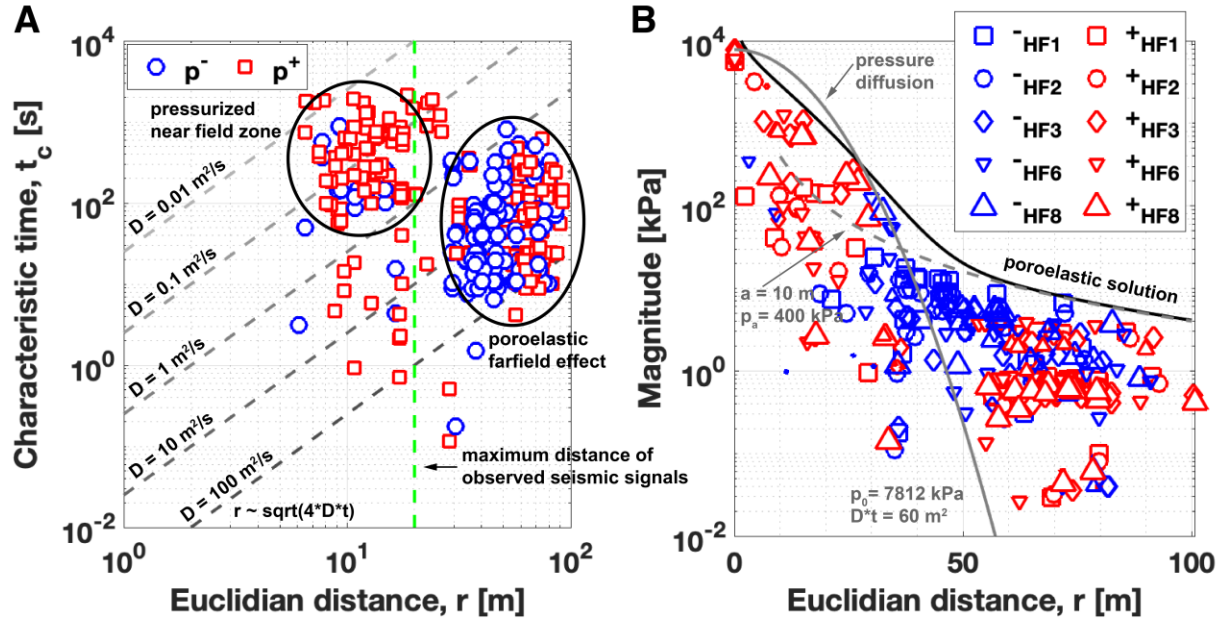 A
Characteristic time, t_c [s]
10^4
10^2
10^0
10^-2
p^-
p^+
pressurized
near field zone
D = 0.01 m²/s
D = 0.1 m²/s
D = 1 m²/s
D = 10 m²/s
D = 100 m²/s
poroelastic
farfield effect
maximum distance of
observed seismic signals
r ~ sqrt(4*D*t)
10^0
10^1
10^2
Euclidian distance, r [m]
B
Magnitude [kPa]
10^4
10^2
10^0
10^-2
pressure
diffusion
-HF1
+HF1
-HF2
+HF2
-HF3
+HF3
-HF6
+HF6
-HF8
+HF8
poroelastic solution
a = 10 m
p_a = 400 kPa
p_0 = 7812 kPa
D*t = 60 m²
0
50
100
Euclidian distance, r [m]